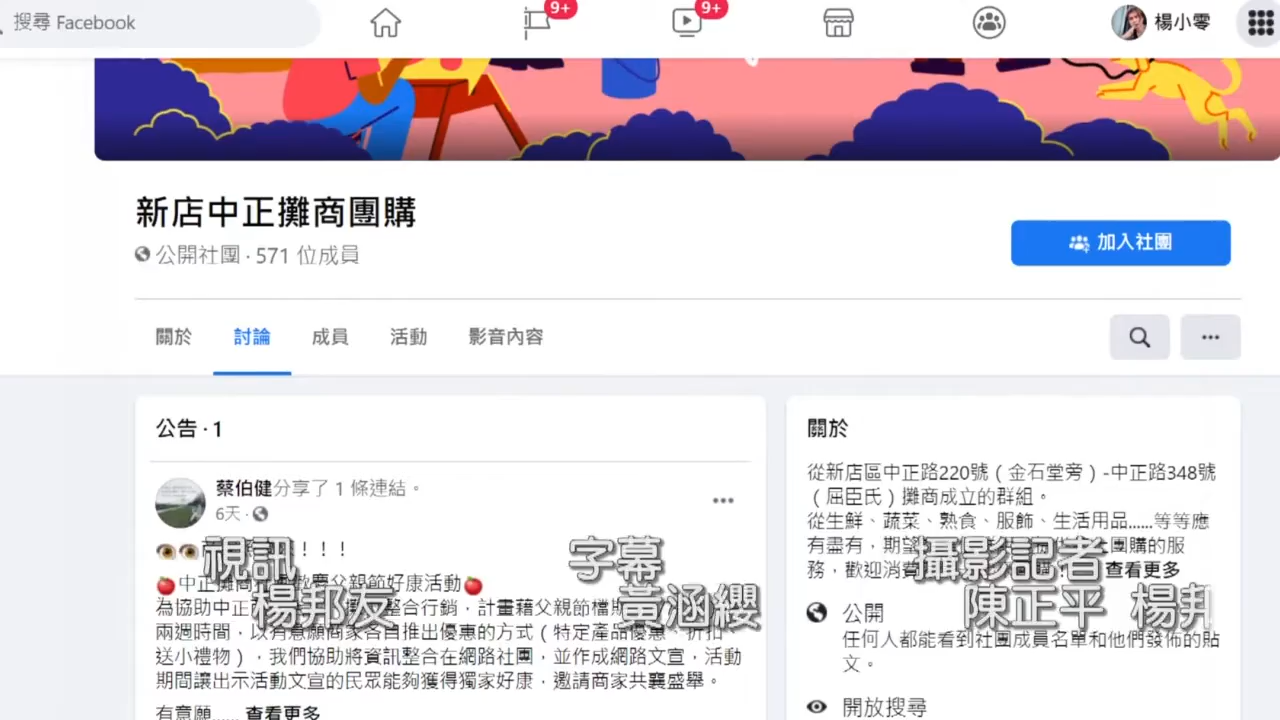 搜尋 Facebook
9+
9+
楊小零
新店中正攤商團購
公開社團 · 571 位成員
加入社團
關於
討論
成員
活動
影音內容
公告 · 1
蔡伯健分享了 1 條連結。
6天 ·
！！！
中正攤商
慶父親節好康活動
為協助中正
整合行銷，計畫藉父親節檔期
兩週時間，以有意願商家各自推出優惠的方式（特定產品優惠、折扣、
送小禮物），我們協助將資訊整合在網路社團，並作成網路文宣，活動
期間讓出示活動文宣的民眾能夠獲得獨家好康，邀請商家共襄盛舉。
有意願...... 查看更多
關於
從新店區中正路220號（金石堂旁）-中正路348號
（屈臣氏）攤商成立的群組。
從生鮮、蔬菜、熟食、服飾、生活用品......等等應
有盡有，期望
團購的服
務，歡迎消費
查看更多
公開
任何人都能看到社團成員名單和他們發佈的貼
文。
開放搜尋
視訊
楊邦友
字幕
黃涵纓
攝影記者
陳正平 楊邦